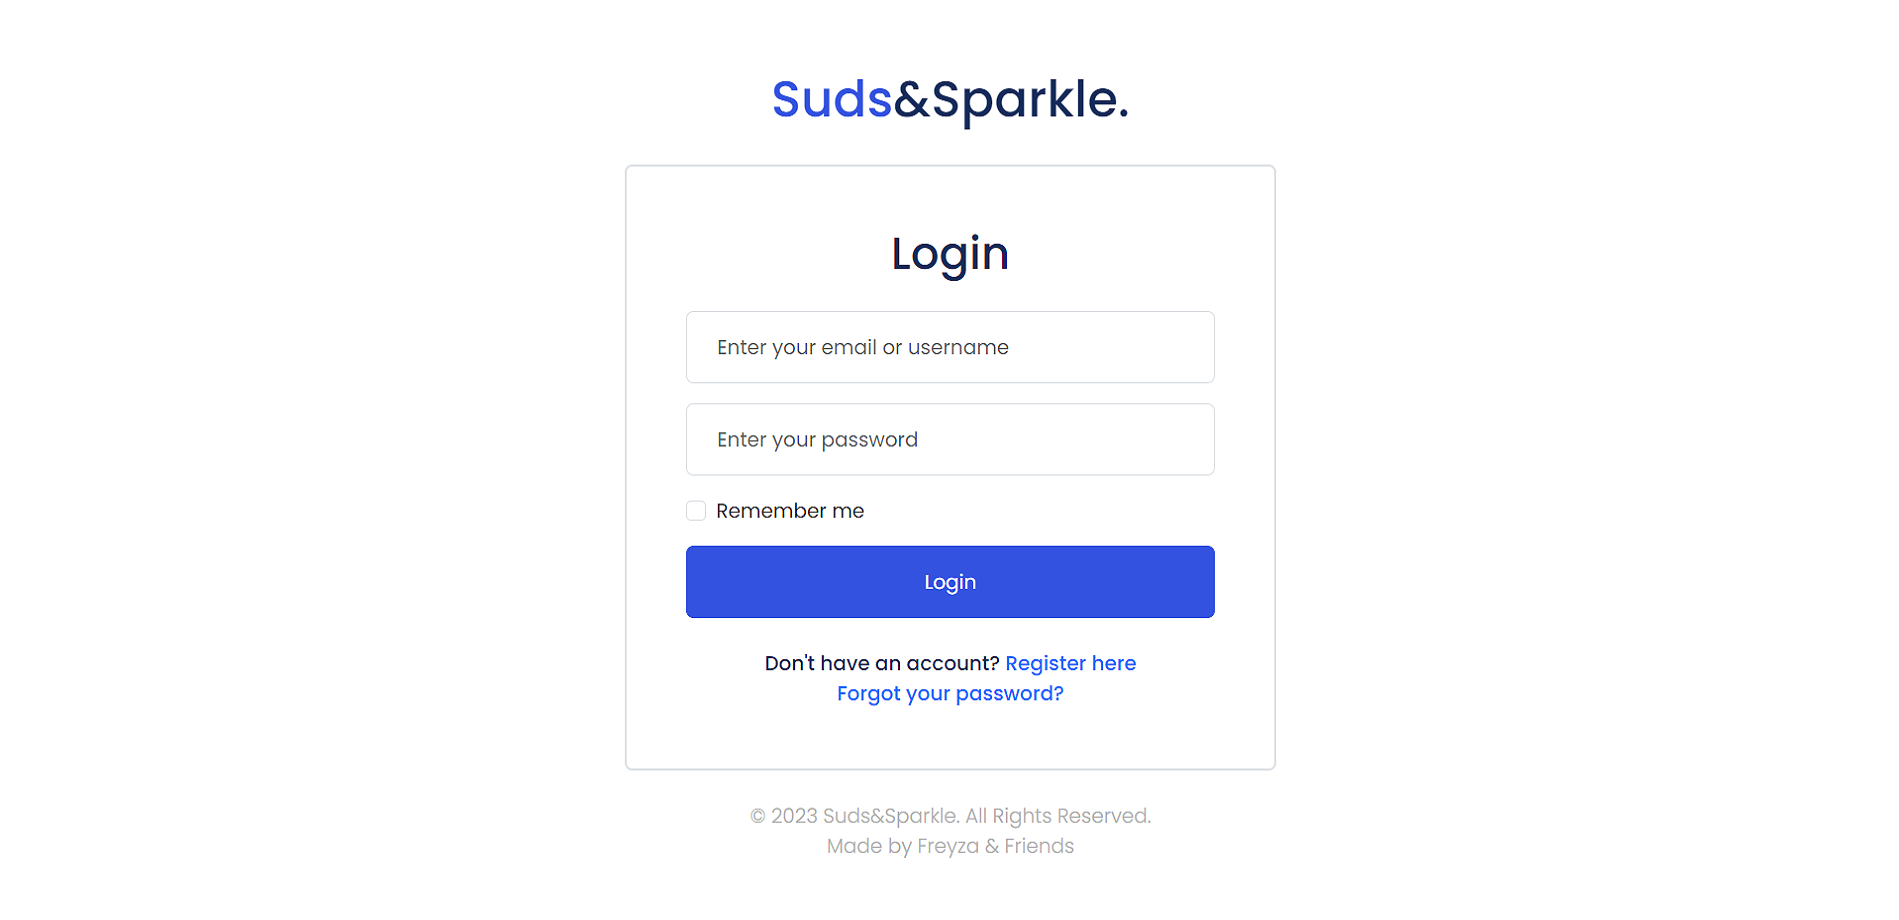 Suds&Sparkle.
Login
Enter your email or username
Enter your password
Remember me
Login
Don't have an account? Register here
Forgot your password?
© 2023 Suds&Sparkle. All Rights Reserved.
Made by Freyza & Friends